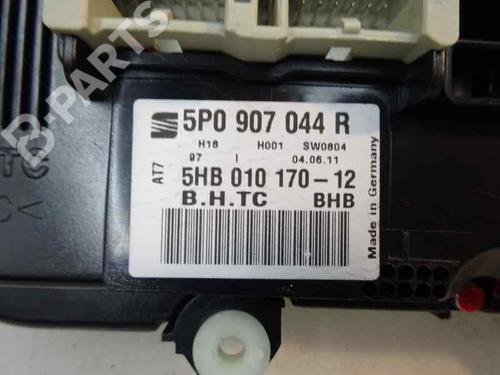 B-PARTS
5P0 907 044 R
H18 H001 SW0804
97 I 04.06.11
AT7
5HB 010 170-12
B.H.TC BHB
Made in Germany